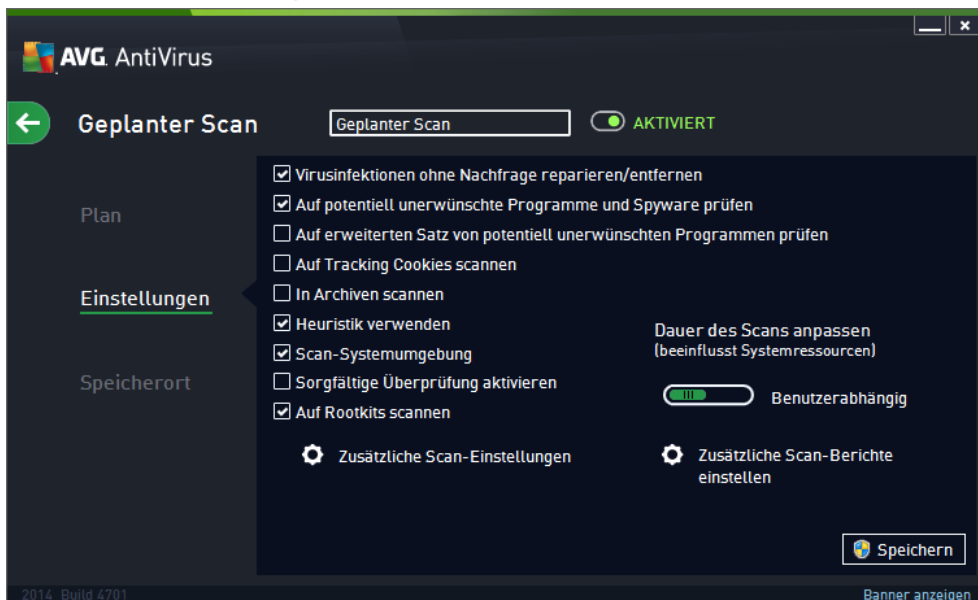 AVG. AntiVirus
Geplanter Scan
Geplanter Scan
AKTIVIERT
Plan
Einstellungen
Speicherort
Virusinfektionen ohne Nachfrage reparieren/entfernen
Auf potentiell unerwünschte Programme und Spyware prüfen
Auf erweiterten Satz von potentiell unerwünschten Programmen prüfen
Auf Tracking Cookies scannen
In Archiven scannen
Heuristik verwenden
Scan-Systemumgebung
Sorgfältige Überprüfung aktivieren
Auf Rootkits scannen
Dauer des Scans anpassen
(beeinflusst Systemressourcen)
Benutzerabhängig
Zusätzliche Scan-Einstellungen
Zusätzliche Scan-Berichte
einstellen
Speichern
2014 Build 4701
Banner anzeigen